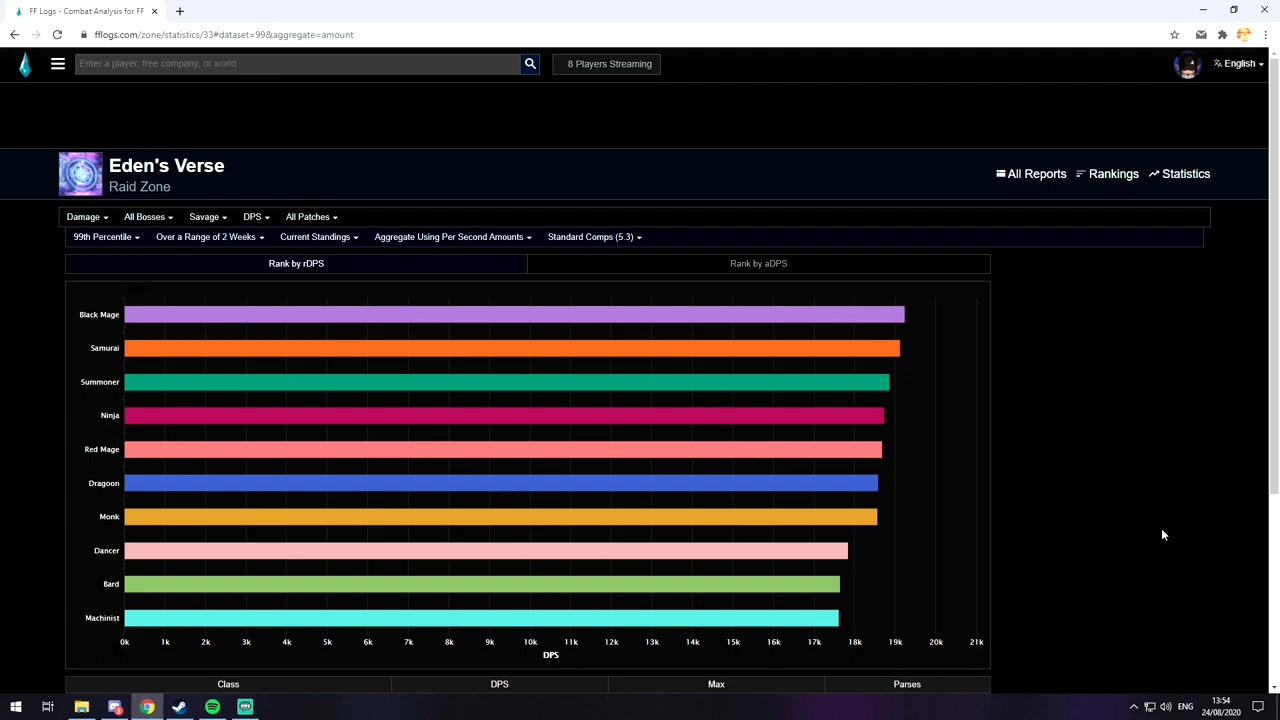 FF Logs - Combat Analysis for FF
fflogs.com/zone/statistics/33#dataset=99&aggregate=amount
Enter a player, free company, or world
8 Players Streaming
English
Eden's Verse
Raid Zone
All Reports
Rankings
Statistics
Damage
All Bosses
Savage
DPS
All Patches
99th Percentile
Over a Range of 2 Weeks
Current Standings
Aggregate Using Per Second Amounts
Standard Comps (5.3)
Rank by rDPS
Rank by aDPS
Black Mage
Samurai
Summoner
Ninja
Red Mage
Dragoon
Monk
Dancer
Bard
Machinist
0k 1k 2k 3k 4k 5k 6k 7k 8k 9k 10k 11k 12k 13k 14k 15k 16k 17k 18k 19k 20k 21k
DPS
Class DPS Max Parses
ENG
13:54
24/08/2020